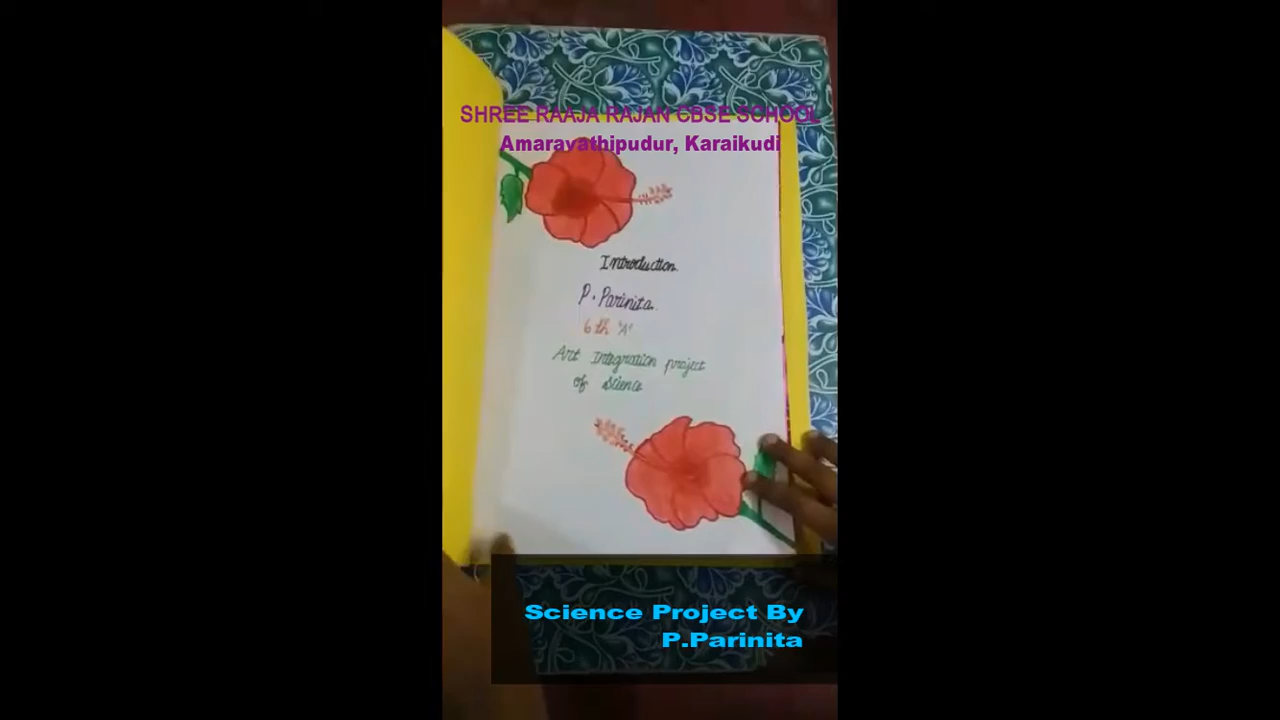 SHREE RAAJA RAJAN CBSE SCHOOL
Amaravathipudur, Karaikudi
Introduction
P. Parinita.
6th 'A'
Art Integration project
of science
Science Project By
P.Parinita